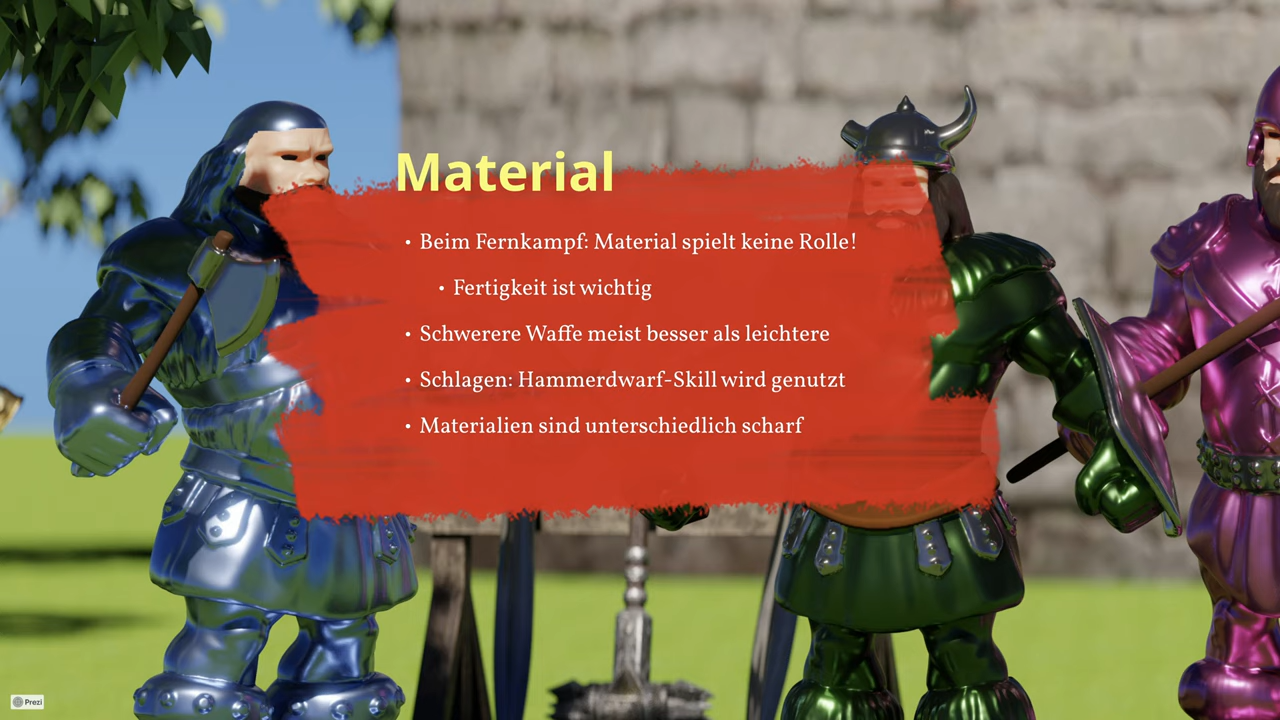 Material
• Beim Fernkampf: Material spielt keine Rolle!
• Fertigkeit ist wichtig
• Schwerere Waffe meist besser als leichtere
• Schlagen: Hammerdwarf-Skill wird genutzt
• Materialien sind unterschiedlich scharf
Prezi